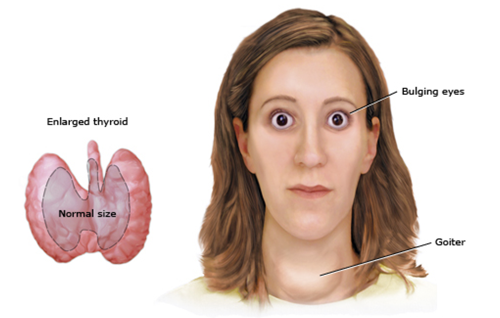 Bulging eyes
Enlarged thyroid
Normal size
Goiter